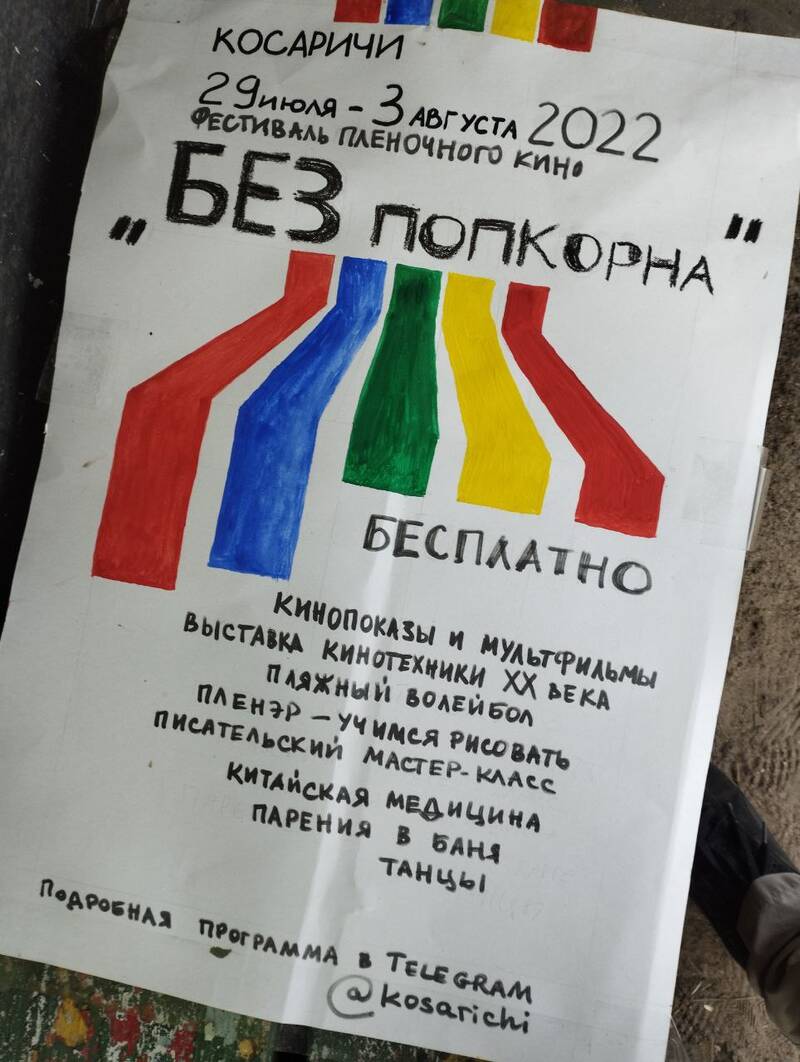 КОСАРИЧИ
29 ИЮЛЯ - 3 АВГУСТА 2022
ФЕСТИВАЛЬ ПЛЕНОЧНОГО КИНО
"БЕЗ ПОПКОРНА"
БЕСПЛАТНО
КИНОПОКАЗЫ И МУЛЬТФИЛЬМЫ
ВЫСТАВКА КИНОТЕХНИКИ XX ВЕКА
ПЛЯЖНЫЙ ВОЛЕЙБОЛ
ПЛЕНЭР - УЧИМСЯ РИСОВАТЬ
ПИСАТЕЛЬСКИЙ МАСТЕР-КЛАСС
КИТАЙСКАЯ МЕДИЦИНА
ПАРЕНИЯ В БАНЯ
ТАНЦЫ
ПОДРОБНАЯ ПРОГРАММА В TELEGRAM
@kosarichi